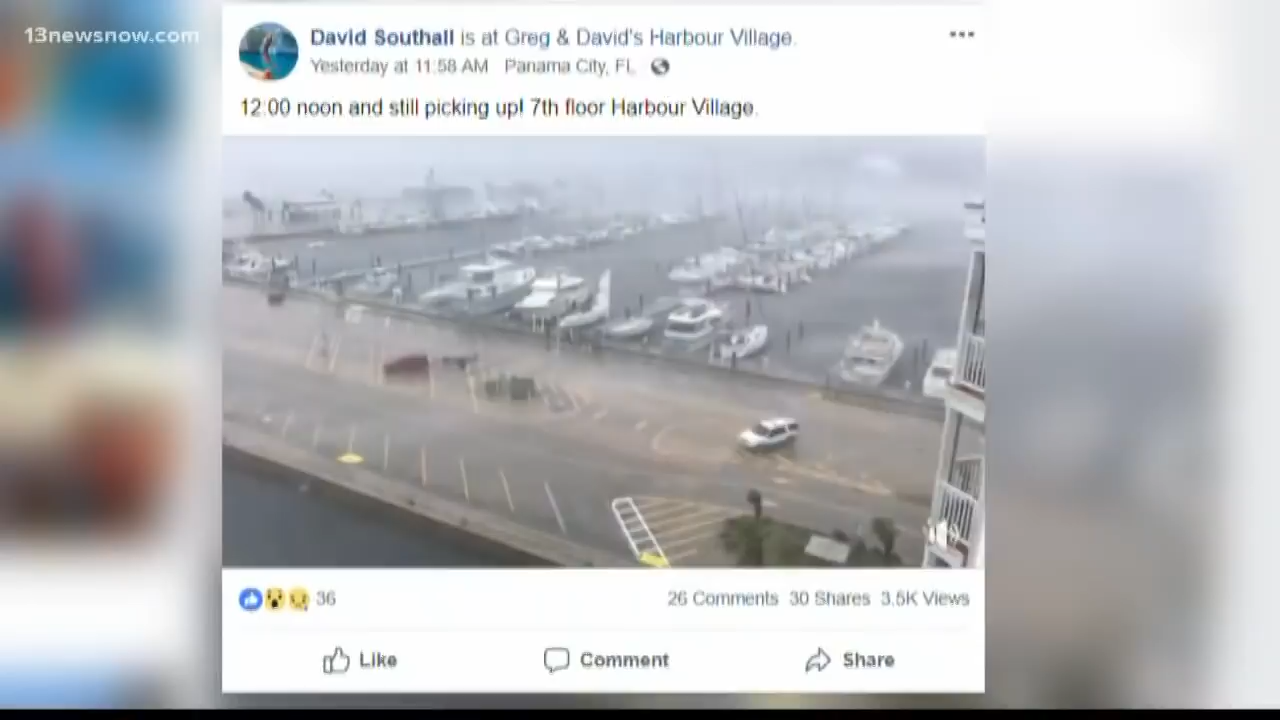 13newsnow.com
David Southall is at Greg & David's Harbour Village.
Yesterday at 11:58 AM Panama City, FL
12:00 noon and still picking up! 7th floor Harbour Village.
36
26 Comments 30 Shares 3.5K Views
Like
Comment
Share